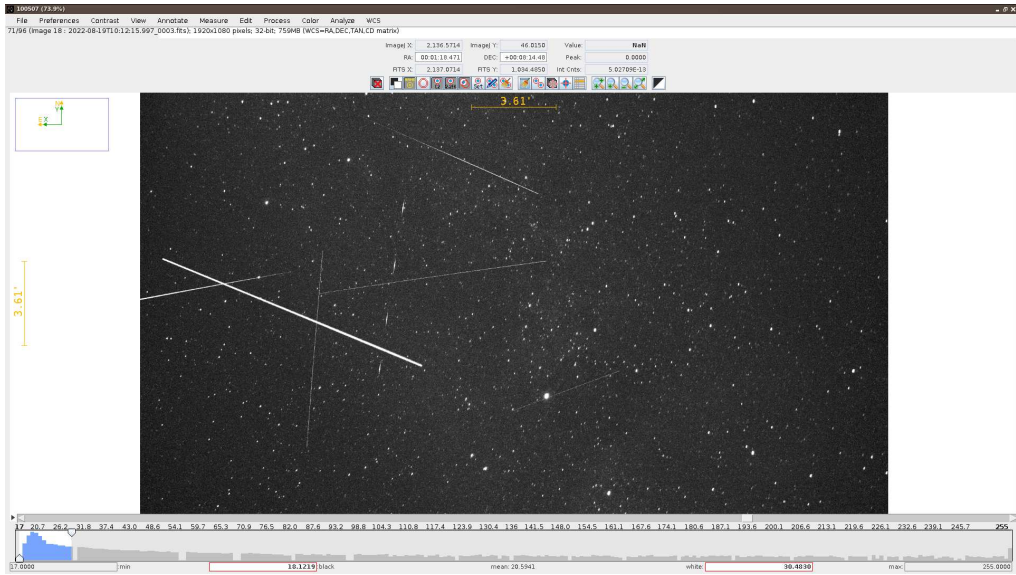 100507 (73.9%)
File Preferences Contrast View Annotate Measure Edit Process Color Analyze WCS
71/96 (Image 18 : 2022-08-19T10:12:15.997_0003.fits); 1920x1080 pixels; 32-bit; 759MB (WCS=RA,DEC,TAN,CD matrix)
ImageJ X: 2,136.5714 ImageJ Y: 46.0150 Value: NaN
RA: 00:01:18.471 DEC: +00:08:14.48 Peak: 0.0000
FITS X: 2,137.0714 FITS Y: 1,034.4850 Int Cnts: 5.02709E-13
3.61'
N
Y
E X
3.61'
17 20.7 26.2 31.8 37.4 43.0 48.6 54.1 59.7 65.3 70.9 76.5 82.0 87.6 93.2 98.8 104.3 110.8 117.4 123.9 130.4 136 141.5 148.0 154.5 161.1 167.6 174.1 180.6 187.1 193.6 200.1 206.6 213.1 219.6 226.1 232.6 239.1 245.7 255
17.0000 :min 18.1219 :black mean: 20.5941 white: 30.4830 max: 255.0000